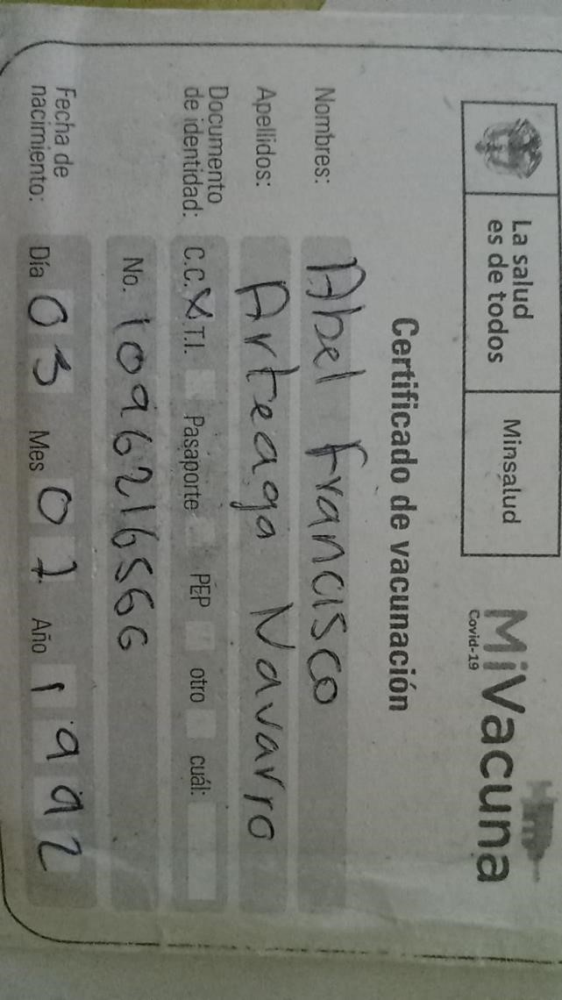 La salud
es de todos
Minsalud
MiVacuna
Covid-19
Certificado de vacunación
Nombres: Abel Francisco
Apellidos: Arteaga Navarro
Documento
de identidad: C.C. X T.I. Pasaporte PEP otro cuál:
No. 1096216566
Fecha de
nacimiento: Día 03 Mes 07 Año 1992